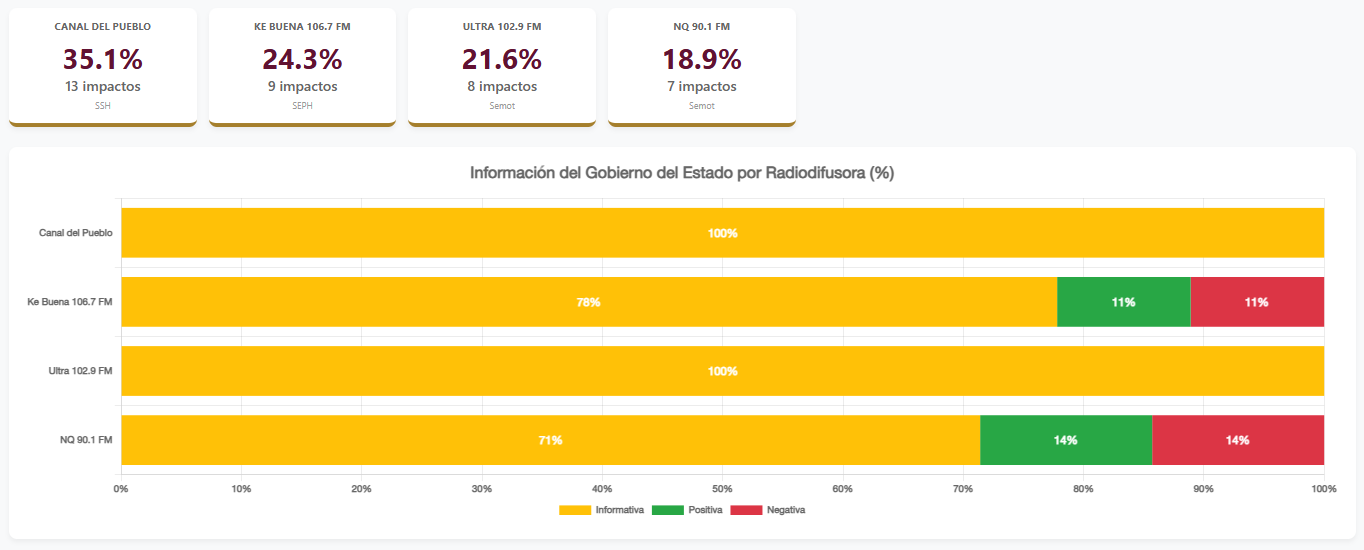 CANAL DEL PUEBLO
35.1%
13 impactos
SSH
KE BUENA 106.7 FM
24.3%
9 impactos
SEPH
ULTRA 102.9 FM
21.6%
8 impactos
Semot
NQ 90.1 FM
18.9%
7 impactos
Semot
Información del Gobierno del Estado por Radiodifusora (%)
Canal del Pueblo
100%
Ke Buena 106.7 FM
78%
11%
11%
Ultra 102.9 FM
100%
NQ 90.1 FM
71%
14%
14%
0%
10%
20%
30%
40%
50%
60%
70%
80%
90%
100%
Informativa
Positiva
Negativa